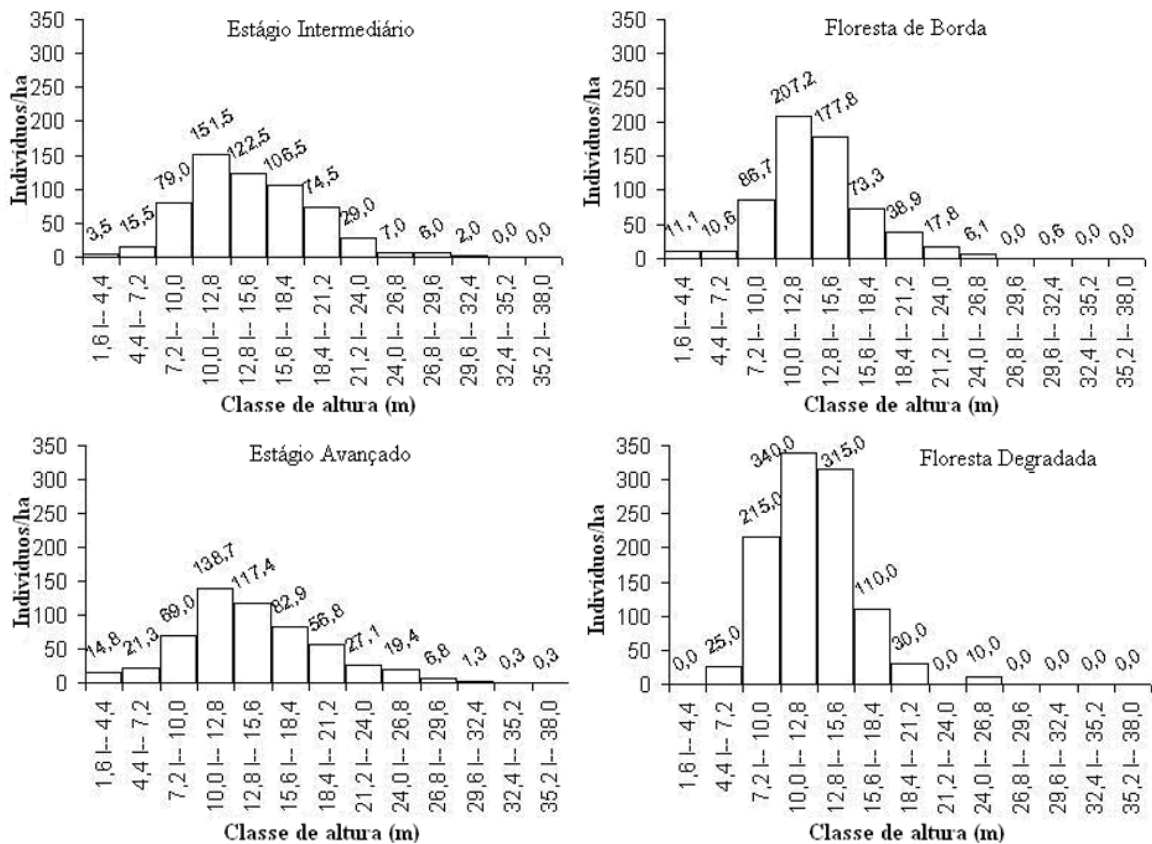 Estágio Intermediário
Indivíduos/ha
350
300
250
200
150
100
50
0
3,5
15,5
79,0
151,5
122,5
106,5
74,5
29,0
7,0
6,0
2,0
0,0
0,0
1,6 |-- 4,4
4,4 |-- 7,2
7,2 |-- 10,0
10,0 |-- 12,8
12,8 |-- 15,6
15,6 |-- 18,4
18,4 |-- 21,2
21,2 |-- 24,0
24,0 |-- 26,8
26,8 |-- 29,6
29,6 |-- 32,4
32,4 |-- 35,2
35,2 |-- 38,0
Classe de altura (m)
Floresta de Borda
Indivíduos/ha
350
300
250
200
150
100
50
0
11,1
10,6
86,7
207,2
177,8
73,3
38,9
17,8
6,1
0,0
0,6
0,0
0,0
1,6 |-- 4,4
4,4 |-- 7,2
7,2 |-- 10,0
10,0 |-- 12,8
12,8 |-- 15,6
15,6 |-- 18,4
18,4 |-- 21,2
21,2 |-- 24,0
24,0 |-- 26,8
26,8 |-- 29,6
29,6 |-- 32,4
32,4 |-- 35,2
35,2 |-- 38,0
Classe de altura (m)
Estágio Avançado
Indivíduos/ha
350
300
250
200
150
100
50
0
14,8
21,3
69,0
138,7
117,4
82,9
56,8
27,1
19,4
6,8
1,3
0,3
0,3
1,6 |-- 4,4
4,4 |-- 7,2
7,2 |-- 10,0
10,0 |-- 12,8
12,8 |-- 15,6
15,6 |-- 18,4
18,4 |-- 21,2
21,2 |-- 24,0
24,0 |-- 26,8
26,8 |-- 29,6
29,6 |-- 32,4
32,4 |-- 35,2
35,2 |-- 38,0
Classe de altura (m)
Floresta Degradada
Indivíduos/ha
350
300
250
200
150
100
50
0
0,0
25,0
215,0
340,0
315,0
110,0
30,0
0,0
10,0
0,0
0,0
0,0
0,0
1,6 |-- 4,4
4,4 |-- 7,2
7,2 |-- 10,0
10,0 |-- 12,8
12,8 |-- 15,6
15,6 |-- 18,4
18,4 |-- 21,2
21,2 |-- 24,0
24,0 |-- 26,8
26,8 |-- 29,6
29,6 |-- 32,4
32,4 |-- 35,2
35,2 |-- 38,0
Classe de altura (m)